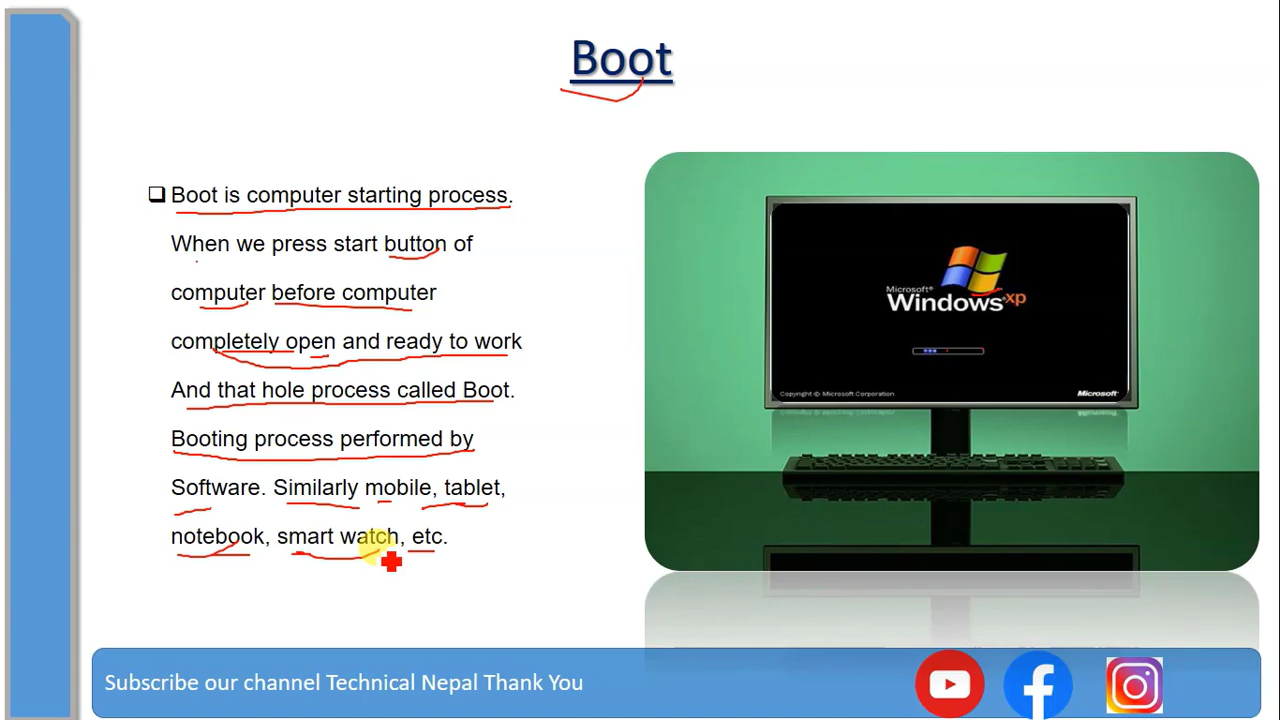 Boot
Boot is computer starting process.
When we press start button of
computer before computer
completely open and ready to work
And that hole process called Boot.
Booting process performed by
Software. Similarly mobile, tablet,
notebook, smart watch, etc.
Microsoft®
Windows xp
Copyright © Microsoft Corporation
Microsoft®
Subscribe our channel Technical Nepal Thank You